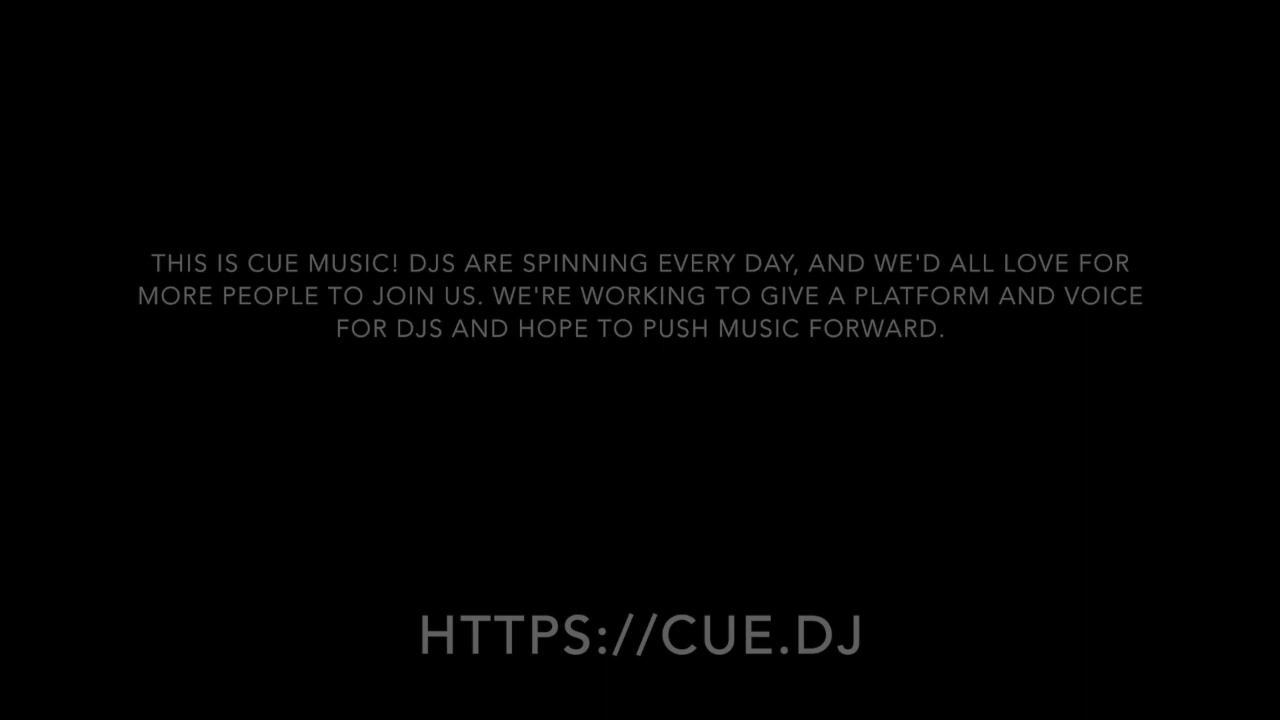 THIS IS CUE MUSIC! DJS ARE SPINNING EVERY DAY, AND WE'D ALL LOVE FOR
MORE PEOPLE TO JOIN US. WE'RE WORKING TO GIVE A PLATFORM AND VOICE
FOR DJS AND HOPE TO PUSH MUSIC FORWARD.
HTTPS://CUE.DJ